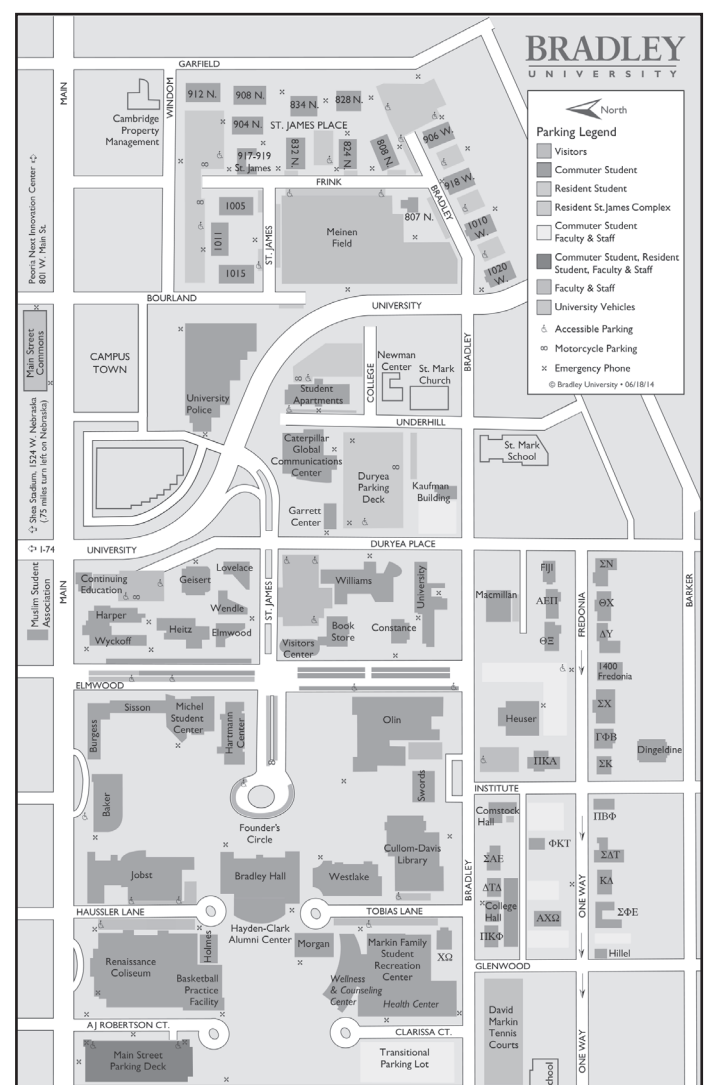 BRADLEY
UNIVERSITY
North
Parking Legend
Visitors
Commuter Student
Resident Student
Resident St.James Complex
Commuter Student
Faculty & Staff
Commuter Student, Resident
Student, Faculty & Staff
Faculty & Staff
University Vehicles
Accessible Parking
Motorcycle Parking
Emergency Phone
© Bradley University • 06/18/14
GARFIELD
MAIN
WINDOM
Cambridge
Property
Management
912 N.
908 N.
834 N.
828 N.
904 N.
ST. JAMES PLACE
917-919
St. James
832 N.
824 N.
808 N.
906 W.
FRINK
918 W.
BRADLEY
1005
1011
1015
ST. JAMES
Meinen
Field
807 N.
1010
W.
1020
W.
Peoria Next Innovation Center
801 W. Main St.
BOURLAND
UNIVERSITY
Main Street
Commons
CAMPUS
TOWN
University
Police
Student
Apartments
COLLEGE
Newman
Center
St. Mark
Church
BRADLEY
UNDERHILL
St. Mark
School
Caterpillar
Global
Communications
Center
Duryea
Parking
Deck
Kaufman
Building
Garrett
Center
Shea Stadium, 1524 W. Nebraska
(.75 miles turn left on Nebraska)
I-74
UNIVERSITY
DURYEA PLACE
Muslim Student
Association
MAIN
Continuing
Education
Geisert
Lovelace
Wendle
Harper
Wyckoff
Heitz
Elmwood
ST. JAMES
Williams
University
Visitors
Center
Book
Store
Constance
Macmillan
FIJI
ΑΕΠ
ΘΞ
FREDONIA
ΣΝ
ΘΧ
ΔΥ
1400
Fredonia
ΣΧ
ΓΦΒ
ΣΚ
BARKER
Dingeldine
Heuser
ΠΚΑ
ELMWOOD
Burgess
Sisson
Michel
Student
Center
Hartmann
Center
Olin
Swords
Baker
Founder's
Circle
Cullom-Davis
Library
Jobst
Bradley Hall
Westlake
INSTITUTE
Comstock
Hall
ΣΑΕ
ΔΤΔ
College
Hall
ΠΚΦ
BRADLEY
ΦΚΤ
ΑΧΩ
ONE WAY
ΠΒΦ
ΣΔΤ
ΚΔ
ΣΦΕ
Hillel
HAUSSLER LANE
Hayden-Clark
Alumni Center
TOBIAS LANE
Renaissance
Coliseum
Holmes
Basketball
Practice
Facility
Morgan
Markin Family
Student
Recreation
Center
Wellness
& Counseling
Center
Health Center
ΧΩ
GLENWOOD
A J ROBERTSON CT.
CLARISSA CT.
Main Street
Parking Deck
Transitional
Parking Lot
David
Markin
Tennis
Courts
ONE WAY